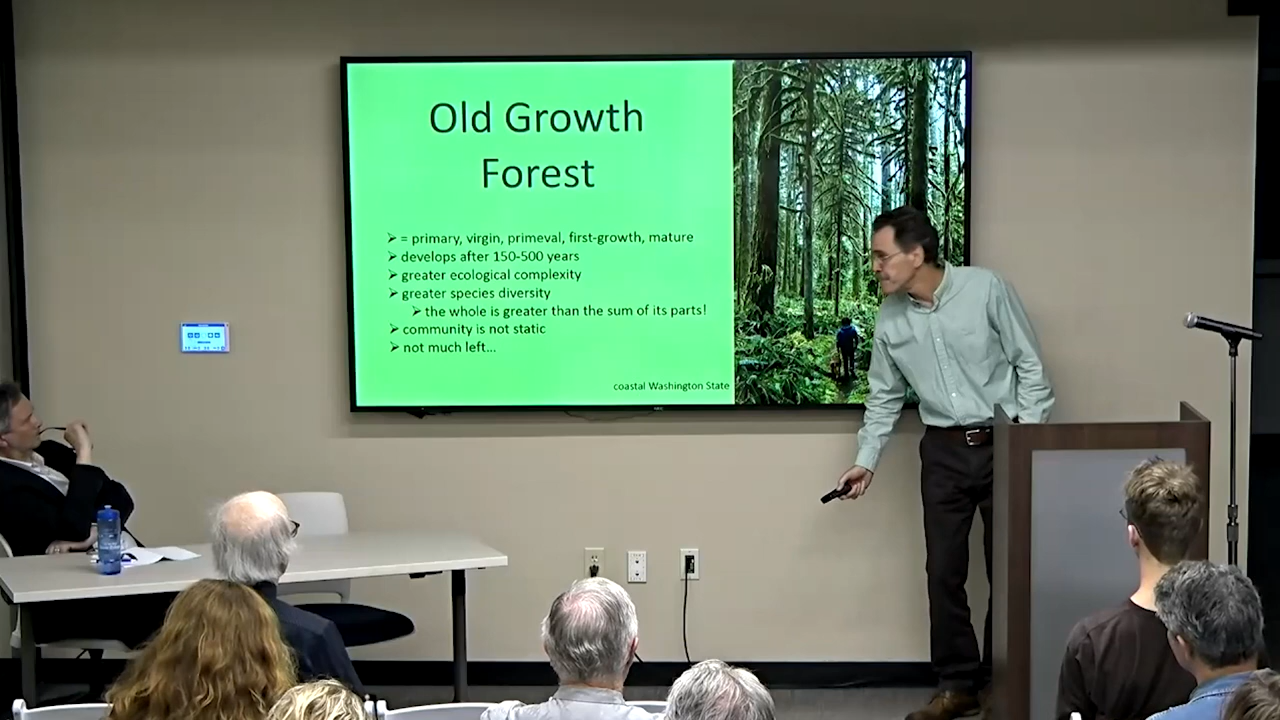 Old Growth
Forest
= primary, virgin, primeval, first-growth, mature
develops after 150-500 years
greater ecological complexity
greater species diversity
the whole is greater than the sum of its parts!
community is not static
not much left...
coastal Washington State